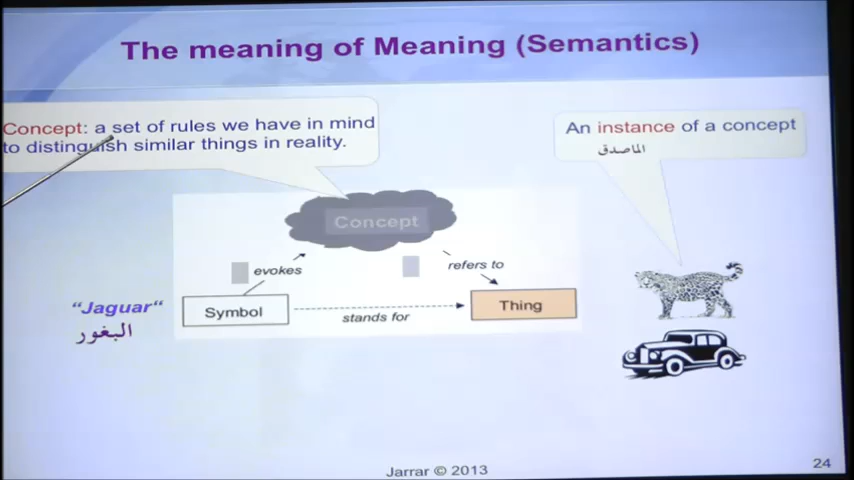 The meaning of Meaning (Semantics)
Concept: a set of rules we have in mind
to distinguish similar things in reality.
An instance of a concept
الماصدق
Concept
evokes
refers to
"Jaguar"
البغور
Symbol
stands for
Thing
Jarrar © 2013
24